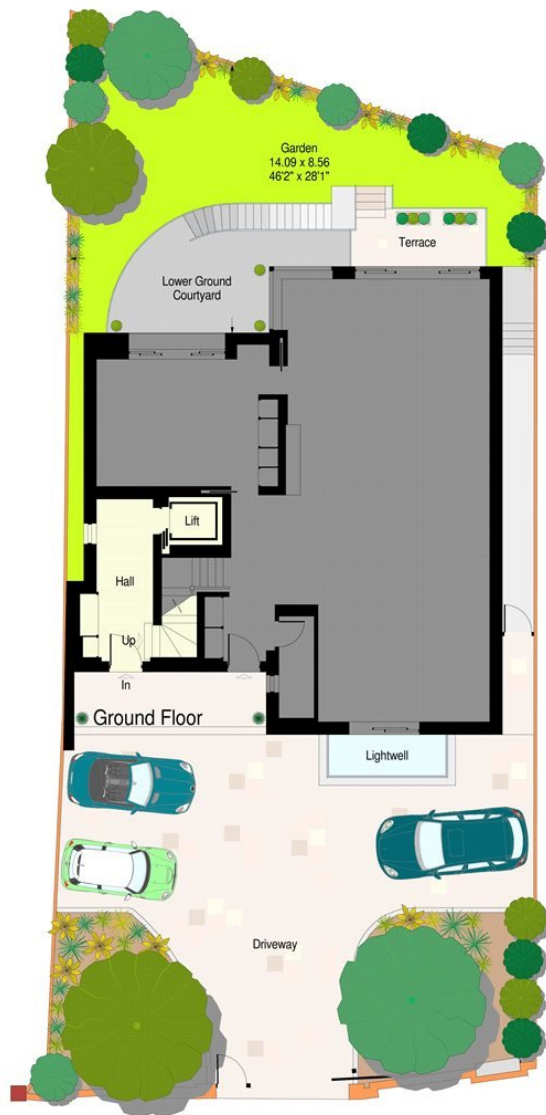 Garden
14.09 x 8.56
46'2" x 28'1"
Terrace
Lower Ground
Courtyard
Lift
Hall
Up
In
Ground Floor
Lightwell
Driveway